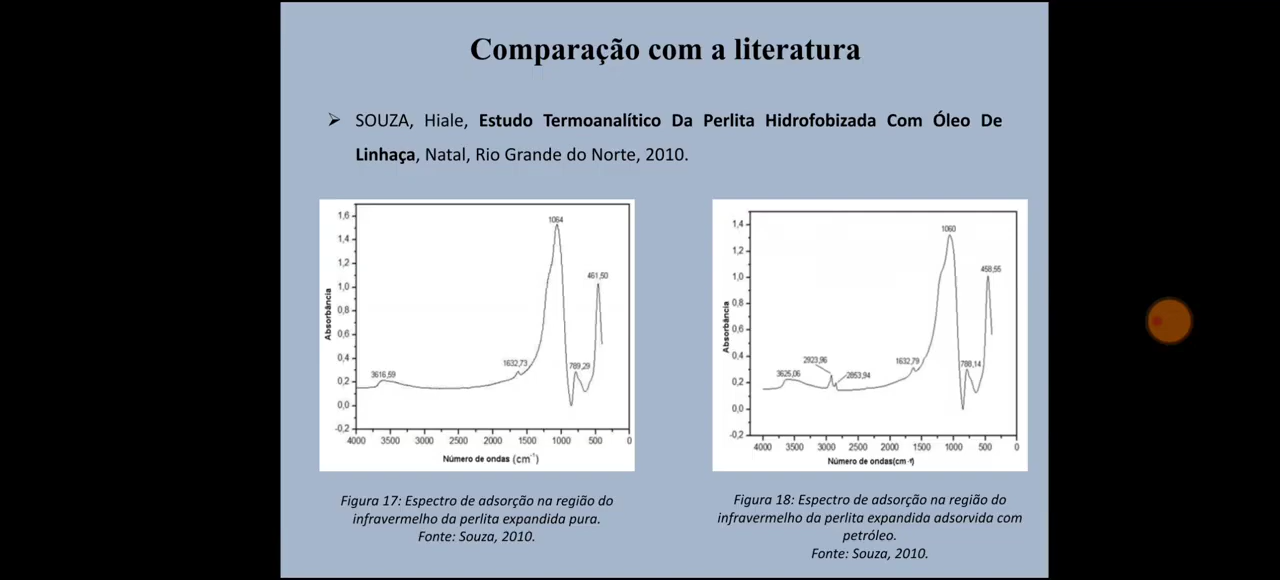 Comparação com a literatura
➢ SOUZA, Hiale, Estudo Termoanalítico Da Perlita Hidrofobizada Com Óleo De
Linhaça, Natal, Rio Grande do Norte, 2010.
1,6
1,4
1,2
1,0
0,8
0,6
0,4
0,2
0,0
-0,2
Absorbância
1064
461,50
1632,73
789,29
3616,59
4000 3500 3000 2500 2000 1500 1000 500 0
Número de ondas (cm⁻¹)
1,4
1,2
1,0
0,8
0,6
0,4
0,2
0,0
-0,2
Absorbância
1060
458,55
2923,96
1632,79
788,14
3625,06
2853,94
4000 3500 3000 2500 2000 1500 1000 500 0
Número de ondas(cm⁻¹)
Figura 17: Espectro de adsorção na região do
infravermelho da perlita expandida pura.
Fonte: Souza, 2010.
Figura 18: Espectro de adsorção na região do
infravermelho da perlita expandida adsorvida com
petróleo.
Fonte: Souza, 2010.